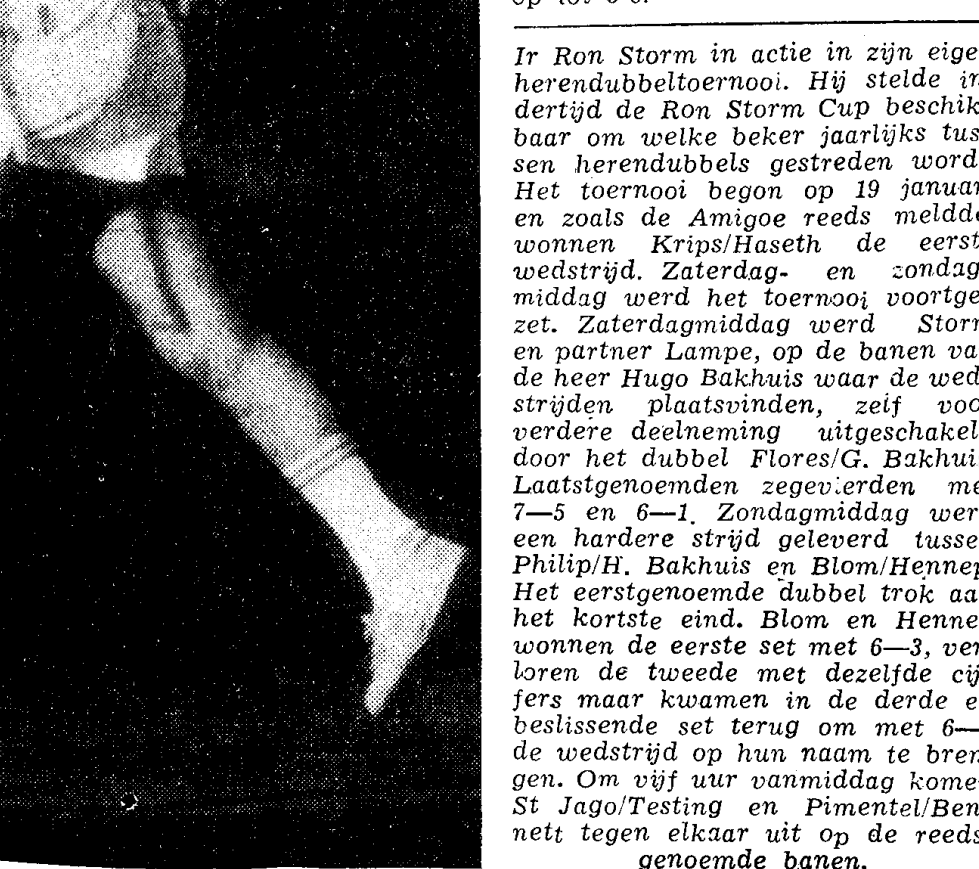 op tot
Ir Ron Storm in actie in zijn eige
herendubbeltoernooi. Hij stelde in
dertijd de Ron Storm Cup beschik
baar om welke beker jaarlijks tus
sen herendubbels gestreden word
Het toernooi begon op 19 januar
en zoals de Amigoe reeds meldde
wonnen Krips/Haseth de eerst
wedstrijd. Zaterdag- en zondag
middag werd het toernooi voortge
zet. Zaterdagmiddag werd Storm
en partner Lampe, op de banen va
de heer Hugo Bakhuis waar de wed
strijden plaatsvinden, zelf voo
verdere deelneming uitgeschakel
door het dubbel Flores/G. Bakhui
Laatstgenoemden zegevierden me
7—5 en 6—1. Zondagmiddag wer
een hardere strijd geleverd tusse
Philip/H. Bakhuis en Blom/Hennep
Het eerstgenoemde dubbel trok aa
het kortste eind. Blom en Henne
wonnen de eerste set met 6—3, ver
loren de tweede met dezelfde cij
fers maar kwamen in de derde e
beslissende set terug om met 6—
de wedstrijd op hun naam te bren
gen. Om vijf uur vanmiddag kome
St Jago/Testing en Pimentel/Ben
nett tegen elkaar uit op de reeds
genoemde banen.